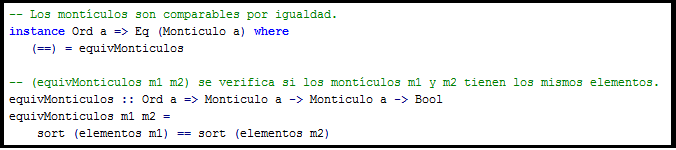 -- Los montículos son comparables por igualdad.
instance Ord a => Eq (Monticulo a) where
   (==) = equivMonticulos

-- (equivMonticulos m1 m2) se verifica si los montículos m1 y m2 tienen los mismos elementos.
equivMonticulos :: Ord a => Monticulo a -> Monticulo a -> Bool
equivMonticulos m1 m2 =
    sort (elementos m1) == sort (elementos m2)